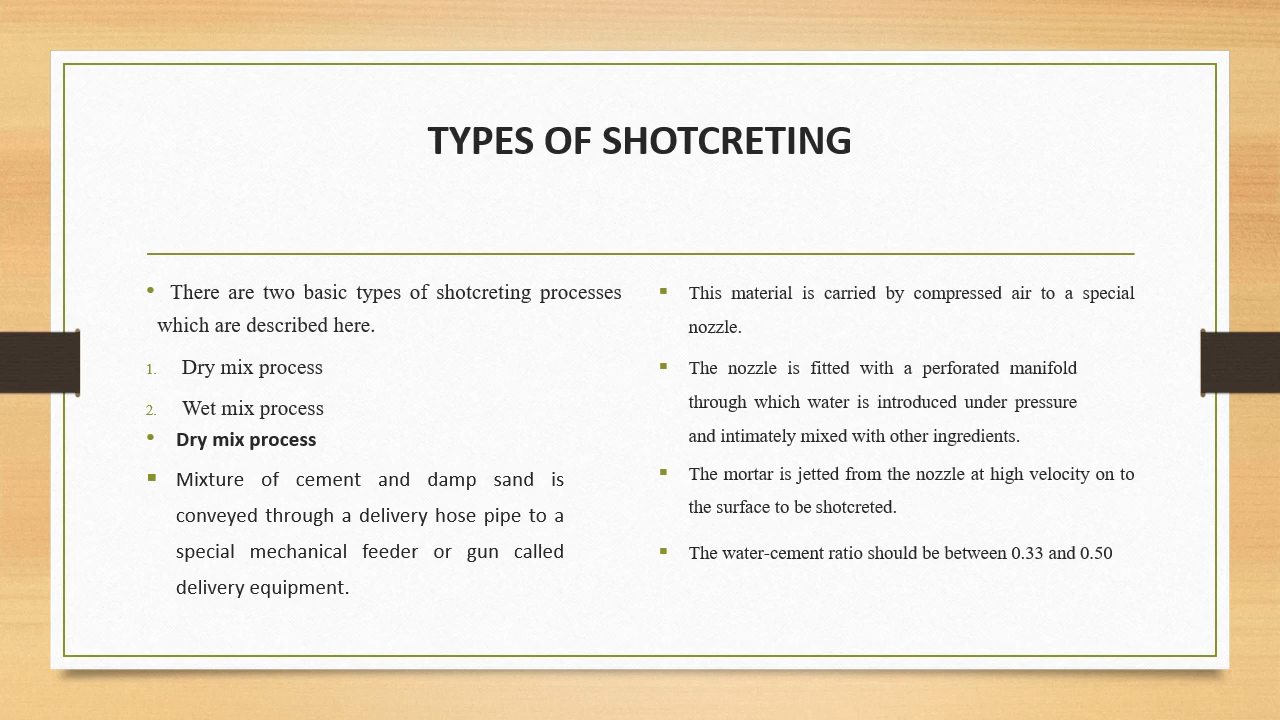 TYPES OF SHOTCRETING
• There are two basic types of shotcreting processes
which are described here.
1. Dry mix process
2. Wet mix process
• Dry mix process
▪ Mixture of cement and damp sand is
conveyed through a delivery hose pipe to a
special mechanical feeder or gun called
delivery equipment.
▪ This material is carried by compressed air to a special
nozzle.
▪ The nozzle is fitted with a perforated manifold
through which water is introduced under pressure
and intimately mixed with other ingredients.
▪ The mortar is jetted from the nozzle at high velocity on to
the surface to be shotcreted.
▪ The water-cement ratio should be between 0.33 and 0.50